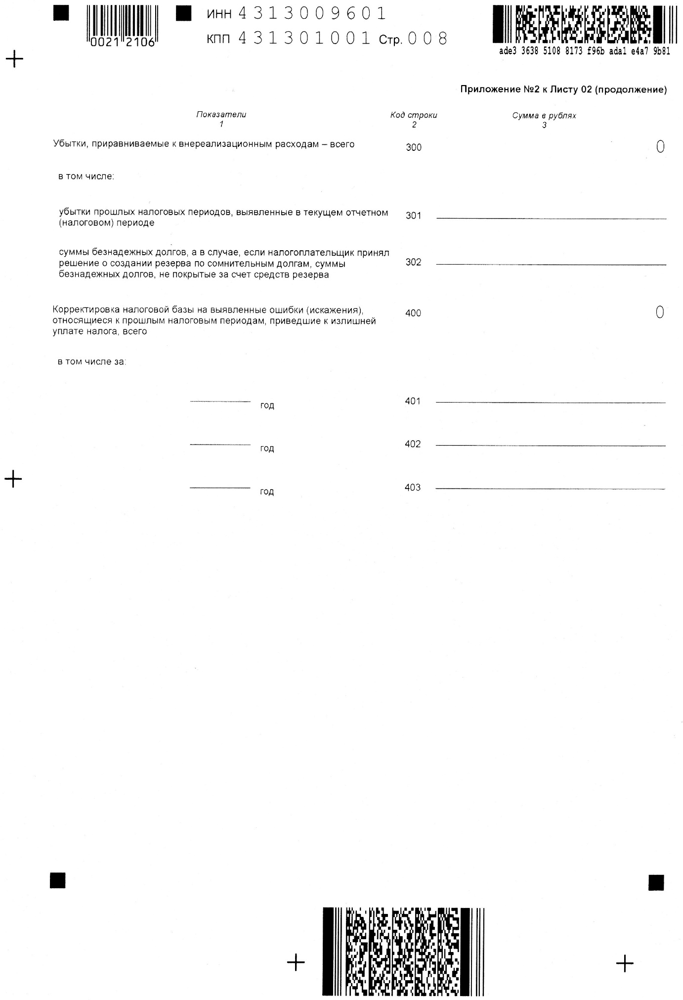 ИНН 4313009601
0021 2106
КПП 431301001 Стр. 008
ade3 3638 5108 8173 f96b ada1 e4a7 9b81
Приложение №2 к Листу 02 (продолжение)
Показатели Код строки Сумма в рублях
1 2 3
Убытки, приравниваемые к внереализационным расходам – всего 300 0
в том числе:
убытки прошлых налоговых периодов, выявленные в текущем отчетном 301
(налоговом) периоде
суммы безнадежных долгов, а в случае, если налогоплательщик принял
решение о создании резерва по сомнительным долгам, суммы 302
безнадежных долгов, не покрытые за счет средств резерва
Корректировка налоговой базы на выявленные ошибки (искажения), 400 0
относящиеся к прошлым налоговым периодам, приведшие к излишней
уплате налога, всего
в том числе за:
год 401
год 402
год 403